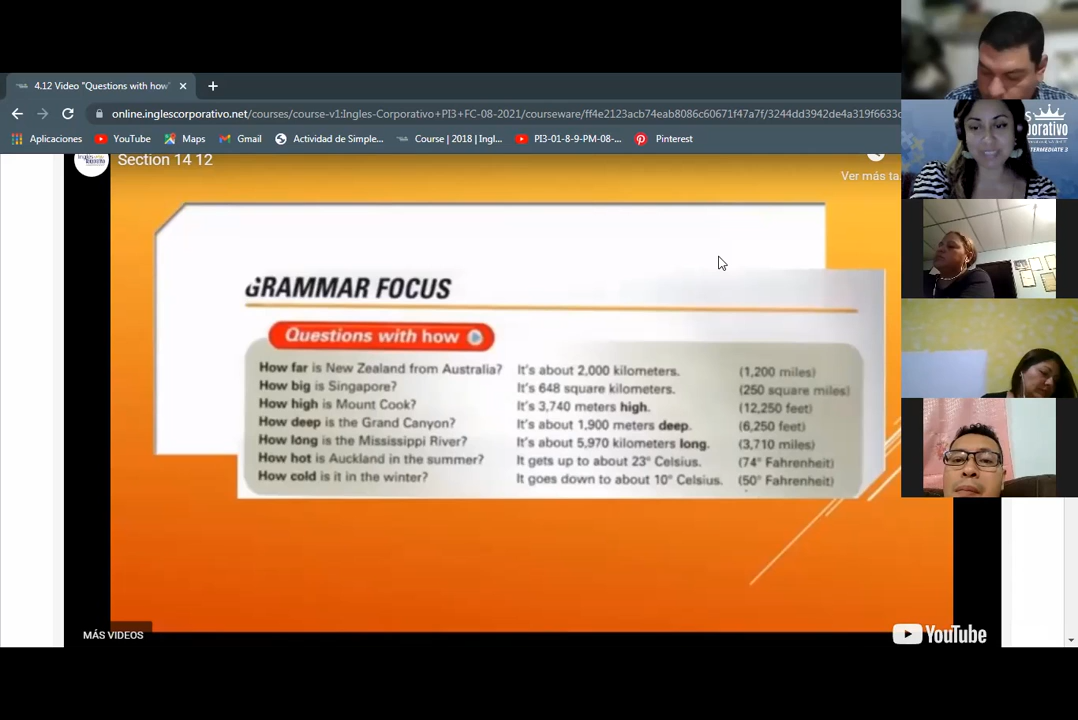 4.12 Video "Questions with how"
online.inglescorporativo.net/courses/course-v1:Ingles-Corporativo+PI3+FC-08-2021/courseware/ff4e2123acb74eab8086c60671f47a7f/3244dd3942de4a319f6633c
Aplicaciones YouTube Maps Gmail Actividad de Simple... Course | 2018 | Ingl... PI3-01-8-9-PM-08-... Pinterest
Section 14 12
Ver más ta
GRAMMAR FOCUS
Questions with how
How far is New Zealand from Australia? It's about 2,000 kilometers. (1,200 miles)
How big is Singapore? It's 648 square kilometers. (250 square miles)
How high is Mount Cook? It's 3,740 meters high. (12,250 feet)
How deep is the Grand Canyon? It's about 1,900 meters deep. (6,250 feet)
How long is the Mississippi River? It's about 5,970 kilometers long. (3,710 miles)
How hot is Auckland in the summer? It gets up to about 23° Celsius. (74° Fahrenheit)
How cold is it in the winter? It goes down to about 10° Celsius. (50° Fahrenheit)
MÁS VIDEOS
YouTube
orativo
TERMEDIATE 3